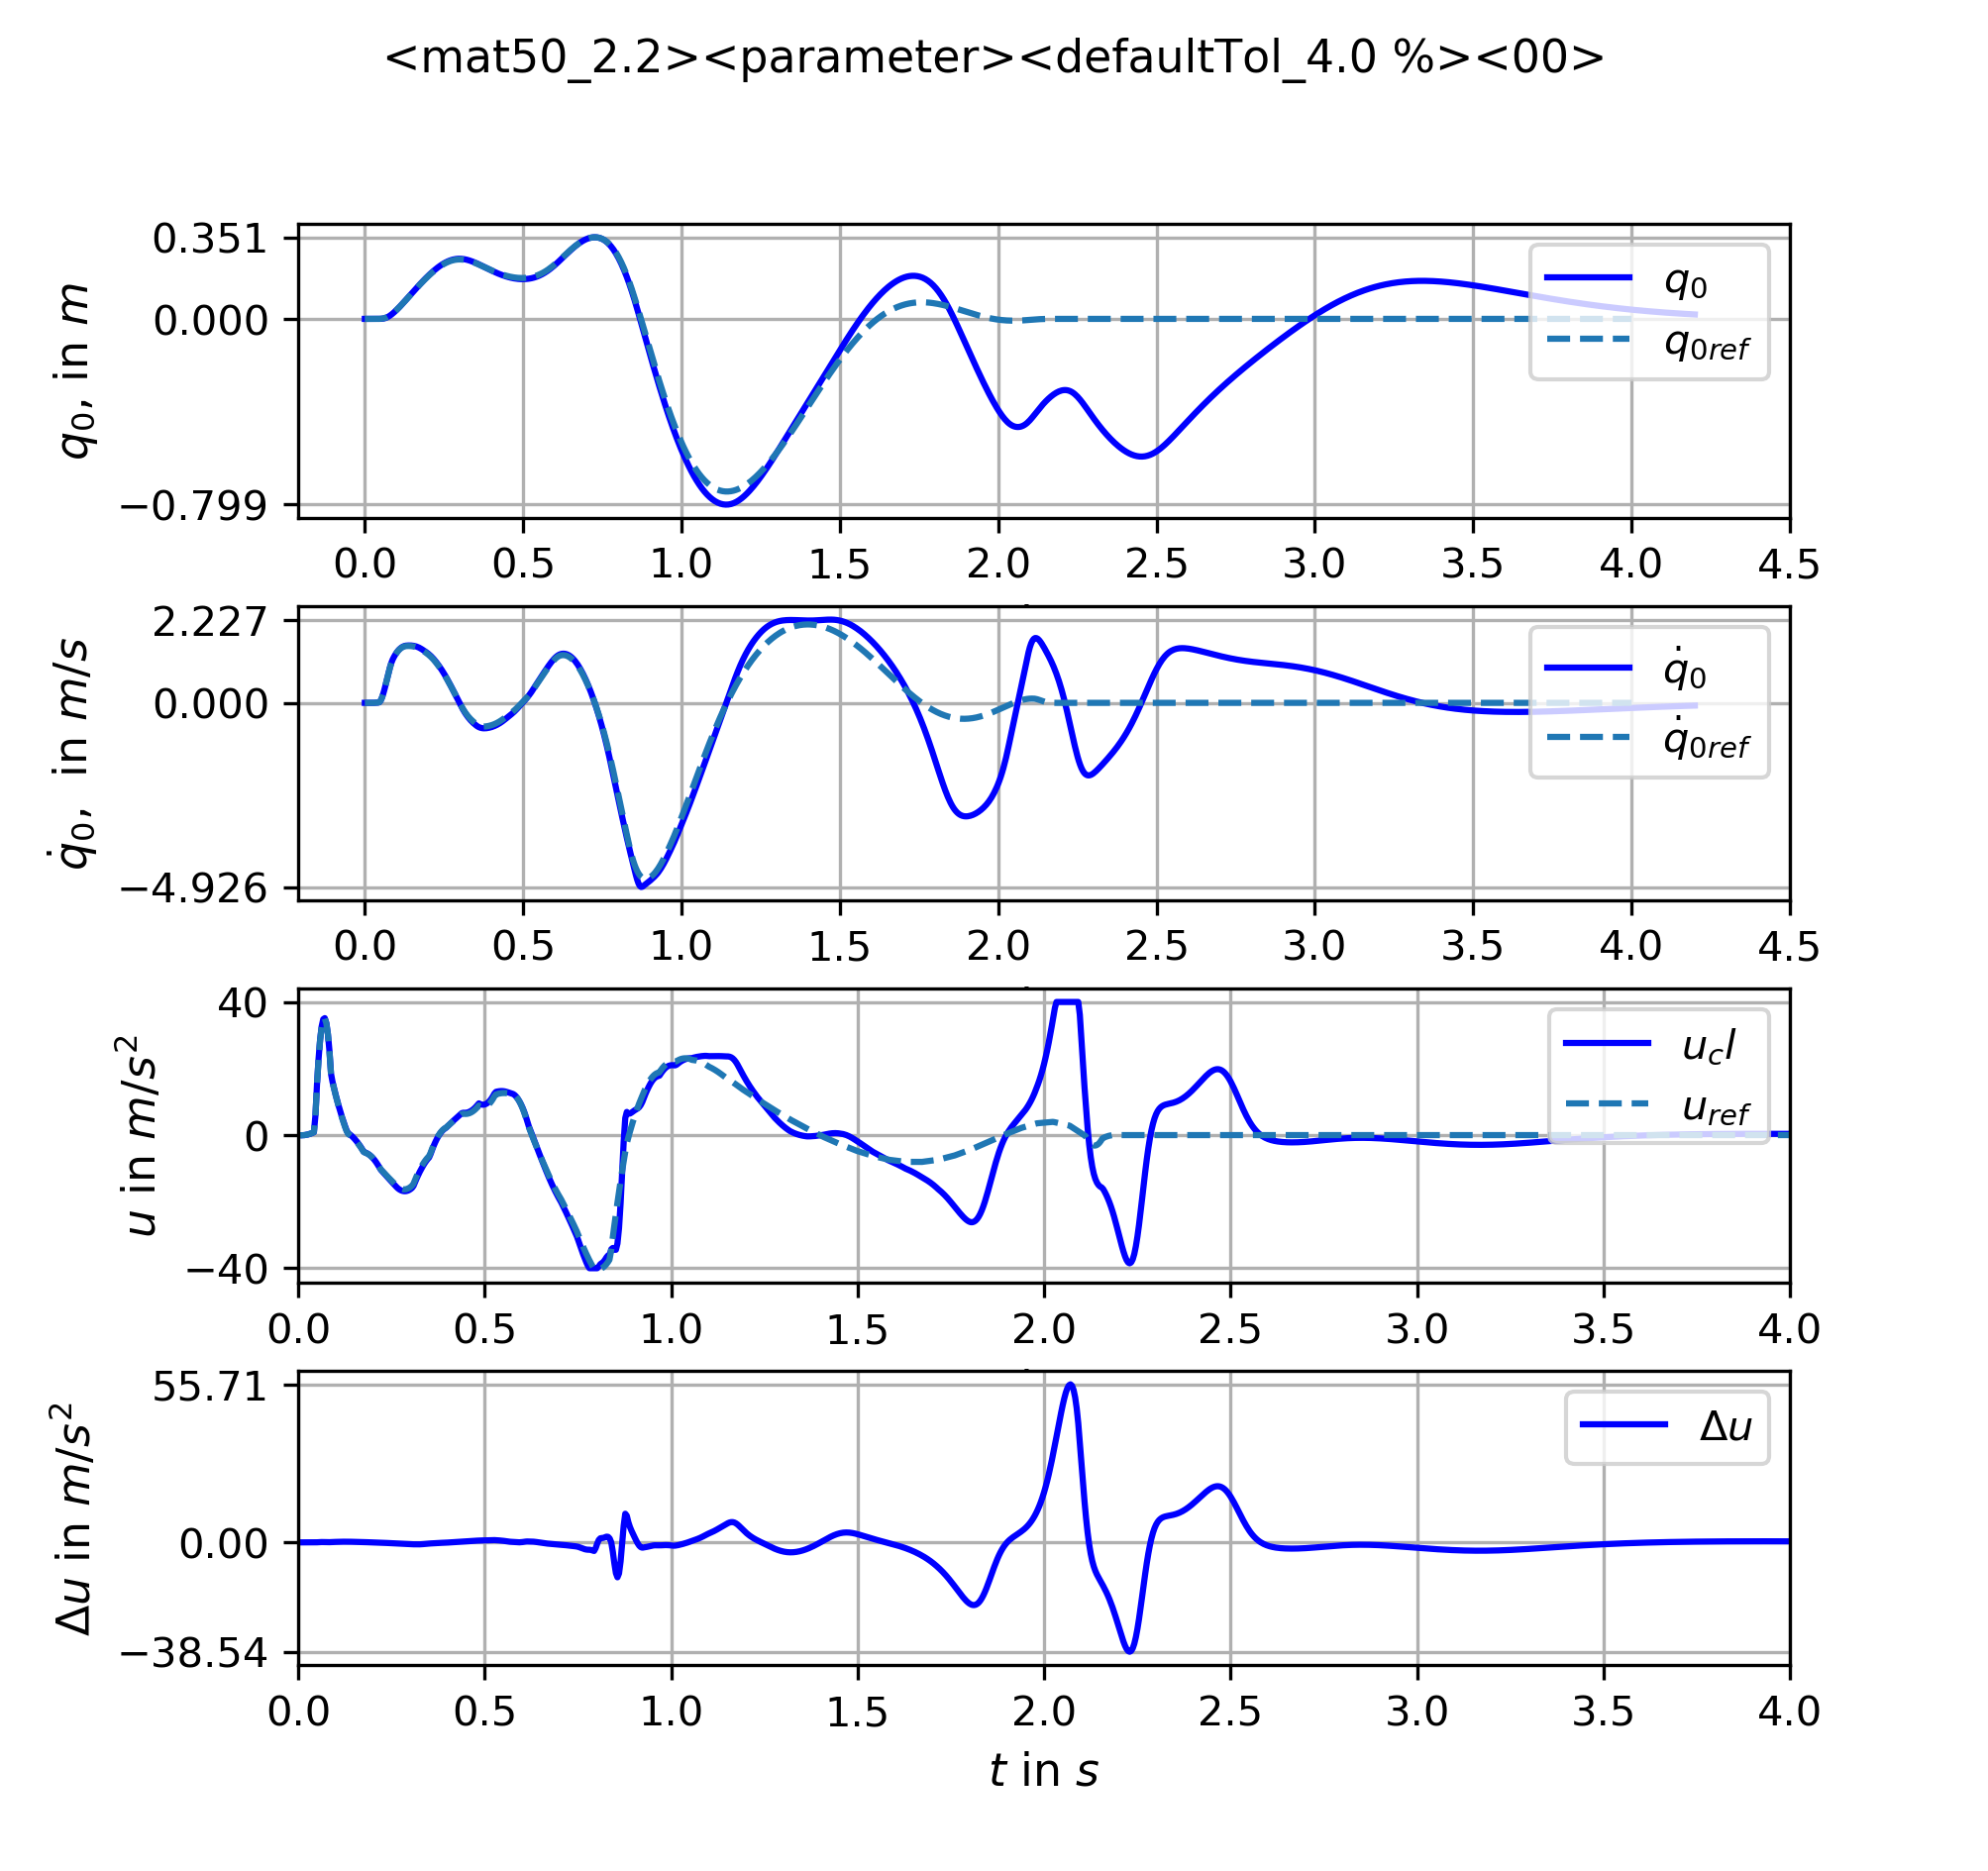 <mat50_2.2><parameter><defaultTol_4.0 %><00>
0.351
0.000
−0.799
q₀, in m
q₀
q₀ref
0.0 0.5 1.0 1.5 2.0 2.5 3.0 3.5 4.0 4.5
2.227
0.000
−4.926
q̇₀, in m/s
q̇₀
q̇₀ref
0.0 0.5 1.0 1.5 2.0 2.5 3.0 3.5 4.0 4.5
40
0
−40
u in m/s²
u_cl
u_ref
0.0 0.5 1.0 1.5 2.0 2.5 3.0 3.5 4.0
55.71
0.00
−38.54
Δu in m/s²
Δu
0.0 0.5 1.0 1.5 2.0 2.5 3.0 3.5 4.0
t in s